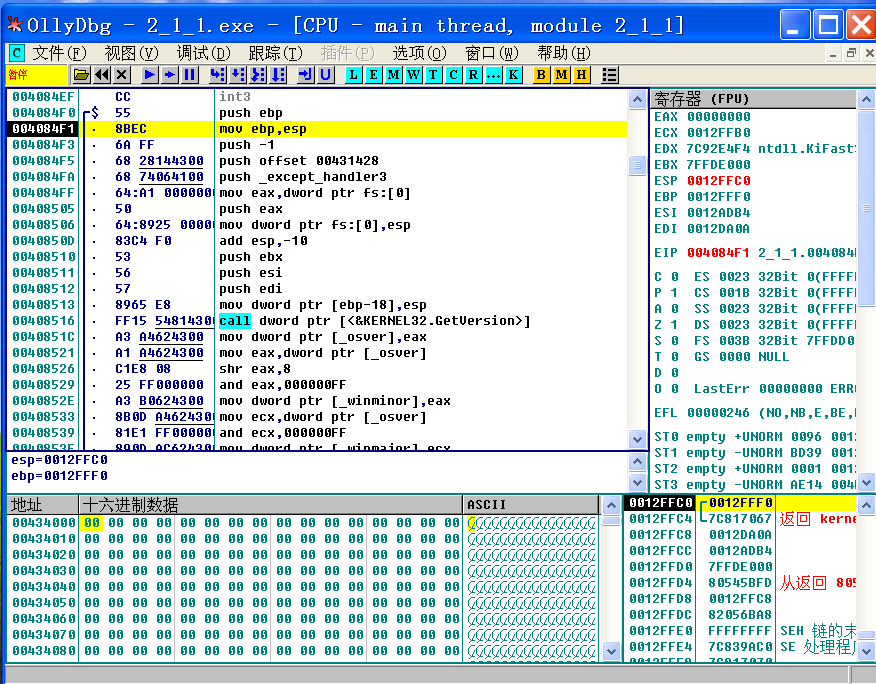 OllyDbg - 2_1_1.exe - [CPU - main thread, module 2_1_1]
C 文件(F) 视图(V) 调试(D) 跟踪(T) 插件(P) 选项(O) 窗口(W) 帮助(H)
暂停 L E M W T C R ... K B M H
004084EF CC int3
004084F0 $ 55 push ebp
004084F1 . 8BEC mov ebp,esp
004084F3 . 6A FF push -1
004084F5 . 68 28144300 push offset 00431428
004084FA . 68 74064100 push _except_handler3
004084FF . 64:A1 0000000 mov eax,dword ptr fs:[0]
00408505 . 50 push eax
00408506 . 64:8925 0000 mov dword ptr fs:[0],esp
0040850D . 83C4 F0 add esp,-10
00408510 . 53 push ebx
00408511 . 56 push esi
00408512 . 57 push edi
00408513 . 8965 E8 mov dword ptr [ebp-18],esp
00408516 . FF15 54814300 call dword ptr [<&KERNEL32.GetVersion>]
0040851C . A3 A4624300 mov dword ptr [_osver],eax
00408521 . A1 A4624300 mov eax,dword ptr [_osver]
00408526 . C1E8 08 shr eax,8
00408529 . 25 FF000000 and eax,000000FF
0040852E . A3 B0624300 mov dword ptr [_winminor],eax
00408533 . 8B0D A4624300 mov ecx,dword ptr [_osver]
00408539 . 81E1 FF00000 and ecx,000000FF
0040853F . 890D AC624300 mov dword ptr [_winmajor],ecx
esp=0012FFC0
ebp=0012FFF0
寄存器 (FPU)
EAX 00000000
ECX 0012FFB0
EDX 7C92E4F4 ntdll.KiFast
EBX 7FFDE000
ESP 0012FFC0
EBP 0012FFF0
ESI 0012ADB4
EDI 0012DA0A
EIP 004084F1 2_1_1.004084
C 0 ES 0023 32Bit 0(FFFF
P 1 CS 001B 32Bit 0(FFFF
A 0 SS 0023 32Bit 0(FFFF
Z 1 DS 0023 32Bit 0(FFFF
S 0 FS 003B 32Bit 7FFDD0
T 0 GS 0000 NULL
D 0
O 0 LastErr 00000000 ERR
EFL 00000246 (NO,NB,E,BE,
ST0 empty +UNORM 0096 001
ST1 empty -UNORM BD39 001
ST2 empty +UNORM 0001 001
ST3 empty -UNORM AE14 004
地址 十六进制数据 ASCII
00434000 00 00 00 00 00 00 00 00 00 00 00 00 00 00 00 00
00434010 00 00 00 00 00 00 00 00 00 00 00 00 00 00 00 00
00434020 00 00 00 00 00 00 00 00 00 00 00 00 00 00 00 00
00434030 00 00 00 00 00 00 00 00 00 00 00 00 00 00 00 00
00434040 00 00 00 00 00 00 00 00 00 00 00 00 00 00 00 00
00434050 00 00 00 00 00 00 00 00 00 00 00 00 00 00 00 00
00434060 00 00 00 00 00 00 00 00 00 00 00 00 00 00 00 00
00434070 00 00 00 00 00 00 00 00 00 00 00 00 00 00 00 00
00434080 00 00 00 00 00 00 00 00 00 00 00 00 00 00 00 00
0012FFC0 0012FFF0
0012FFC4 7C817067 返回 kerne
0012FFC8 0012DA0A
0012FFCC 0012ADB4
0012FFD0 7FFDE000
0012FFD4 80545BFD 从返回 805
0012FFD8 0012FFC8
0012FFDC 82056BA8
0012FFE0 FFFFFFFF SEH 链的末
0012FFE4 7C839AC0 SE 处理程